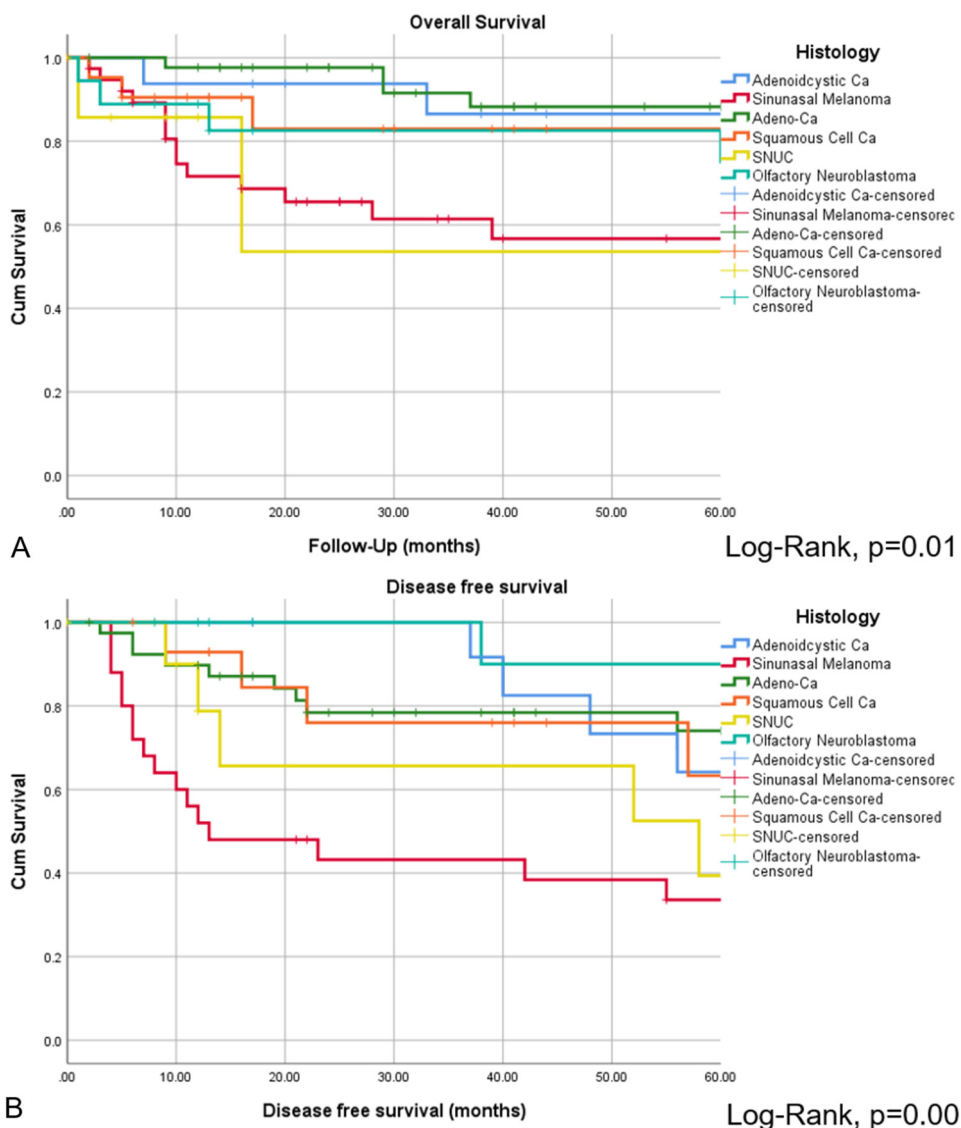 Overall Survival
Histology
Adenoidcystic Ca
Sinunasal Melanoma
Adeno-Ca
Squamous Cell Ca
SNUC
Olfactory Neuroblastoma
Adenoidcystic Ca-censored
Sinunasal Melanoma-censorec
Adeno-Ca-censored
Squamous Cell Ca-censored
SNUC-censored
Olfactory Neuroblastoma-
censored
Cum Survival
1.0
0.8
0.6
0.4
0.2
0.0
.00 10.00 20.00 30.00 40.00 50.00 60.00
Follow-Up (months)
A
Log-Rank, p=0.01
Disease free survival
Histology
Adenoidcystic Ca
Sinunasal Melanoma
Adeno-Ca
Squamous Cell Ca
SNUC
Olfactory Neuroblastoma
Adenoidcystic Ca-censored
Sinunasal Melanoma-censorec
Adeno-Ca-censored
Squamous Cell Ca-censored
SNUC-censored
Olfactory Neuroblastoma-
censored
Cum Survival
1.0
0.8
0.6
0.4
0.2
0.0
.00 10.00 20.00 30.00 40.00 50.00 60.00
Disease free survival (months)
B
Log-Rank, p=0.00